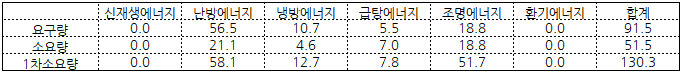 신재생에너지 난방에너지 냉방에너지 급탕에너지 조명에너지 환기에너지 합계
요구량 0.0 56.5 10.7 5.5 18.8 0.0 91.5
소요량 0.0 21.1 4.6 7.0 18.8 0.0 51.5
1차소요량 0.0 58.1 12.7 7.8 51.7 0.0 130.3